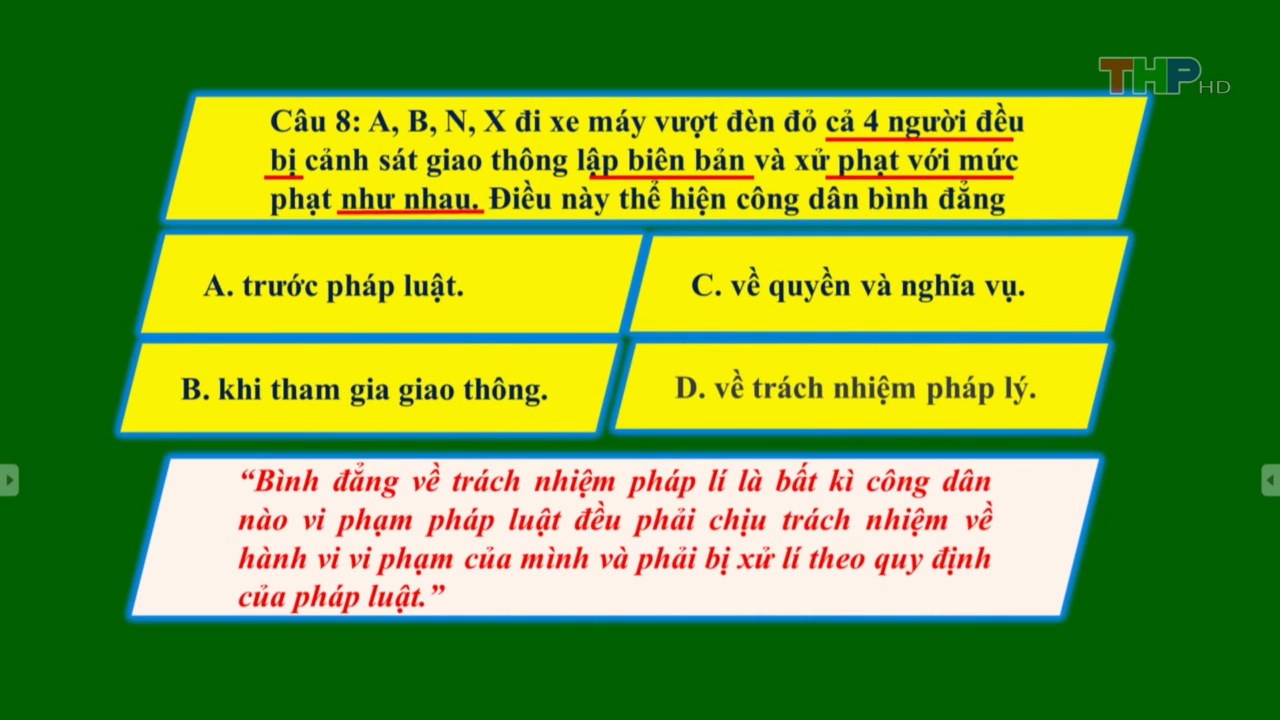 THP HD
Câu 8: A, B, N, X đi xe máy vượt đèn đỏ cả 4 người đều
bị cảnh sát giao thông lập biên bản và xử phạt với mức
phạt như nhau. Điều này thể hiện công dân bình đẳng
A. trước pháp luật.
C. về quyền và nghĩa vụ.
B. khi tham gia giao thông.
D. về trách nhiệm pháp lý.
“Bình đẳng về trách nhiệm pháp lí là bất kì công dân
nào vi phạm pháp luật đều phải chịu trách nhiệm về
hành vi vi phạm của mình và phải bị xử lí theo quy định
của pháp luật.”